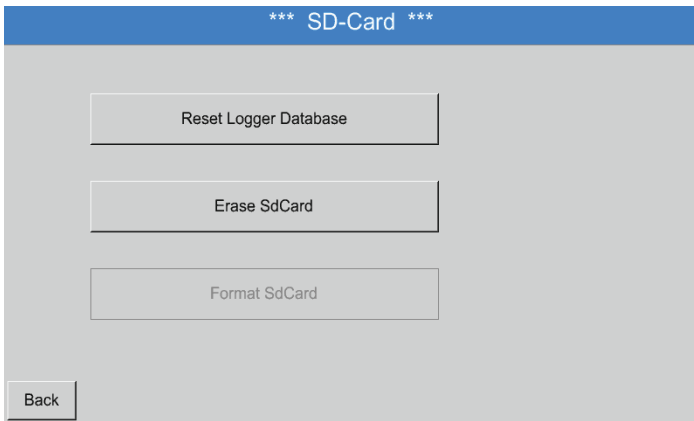 *** SD-Card ***
Reset Logger Database
Erase SdCard
Format SdCard
Back